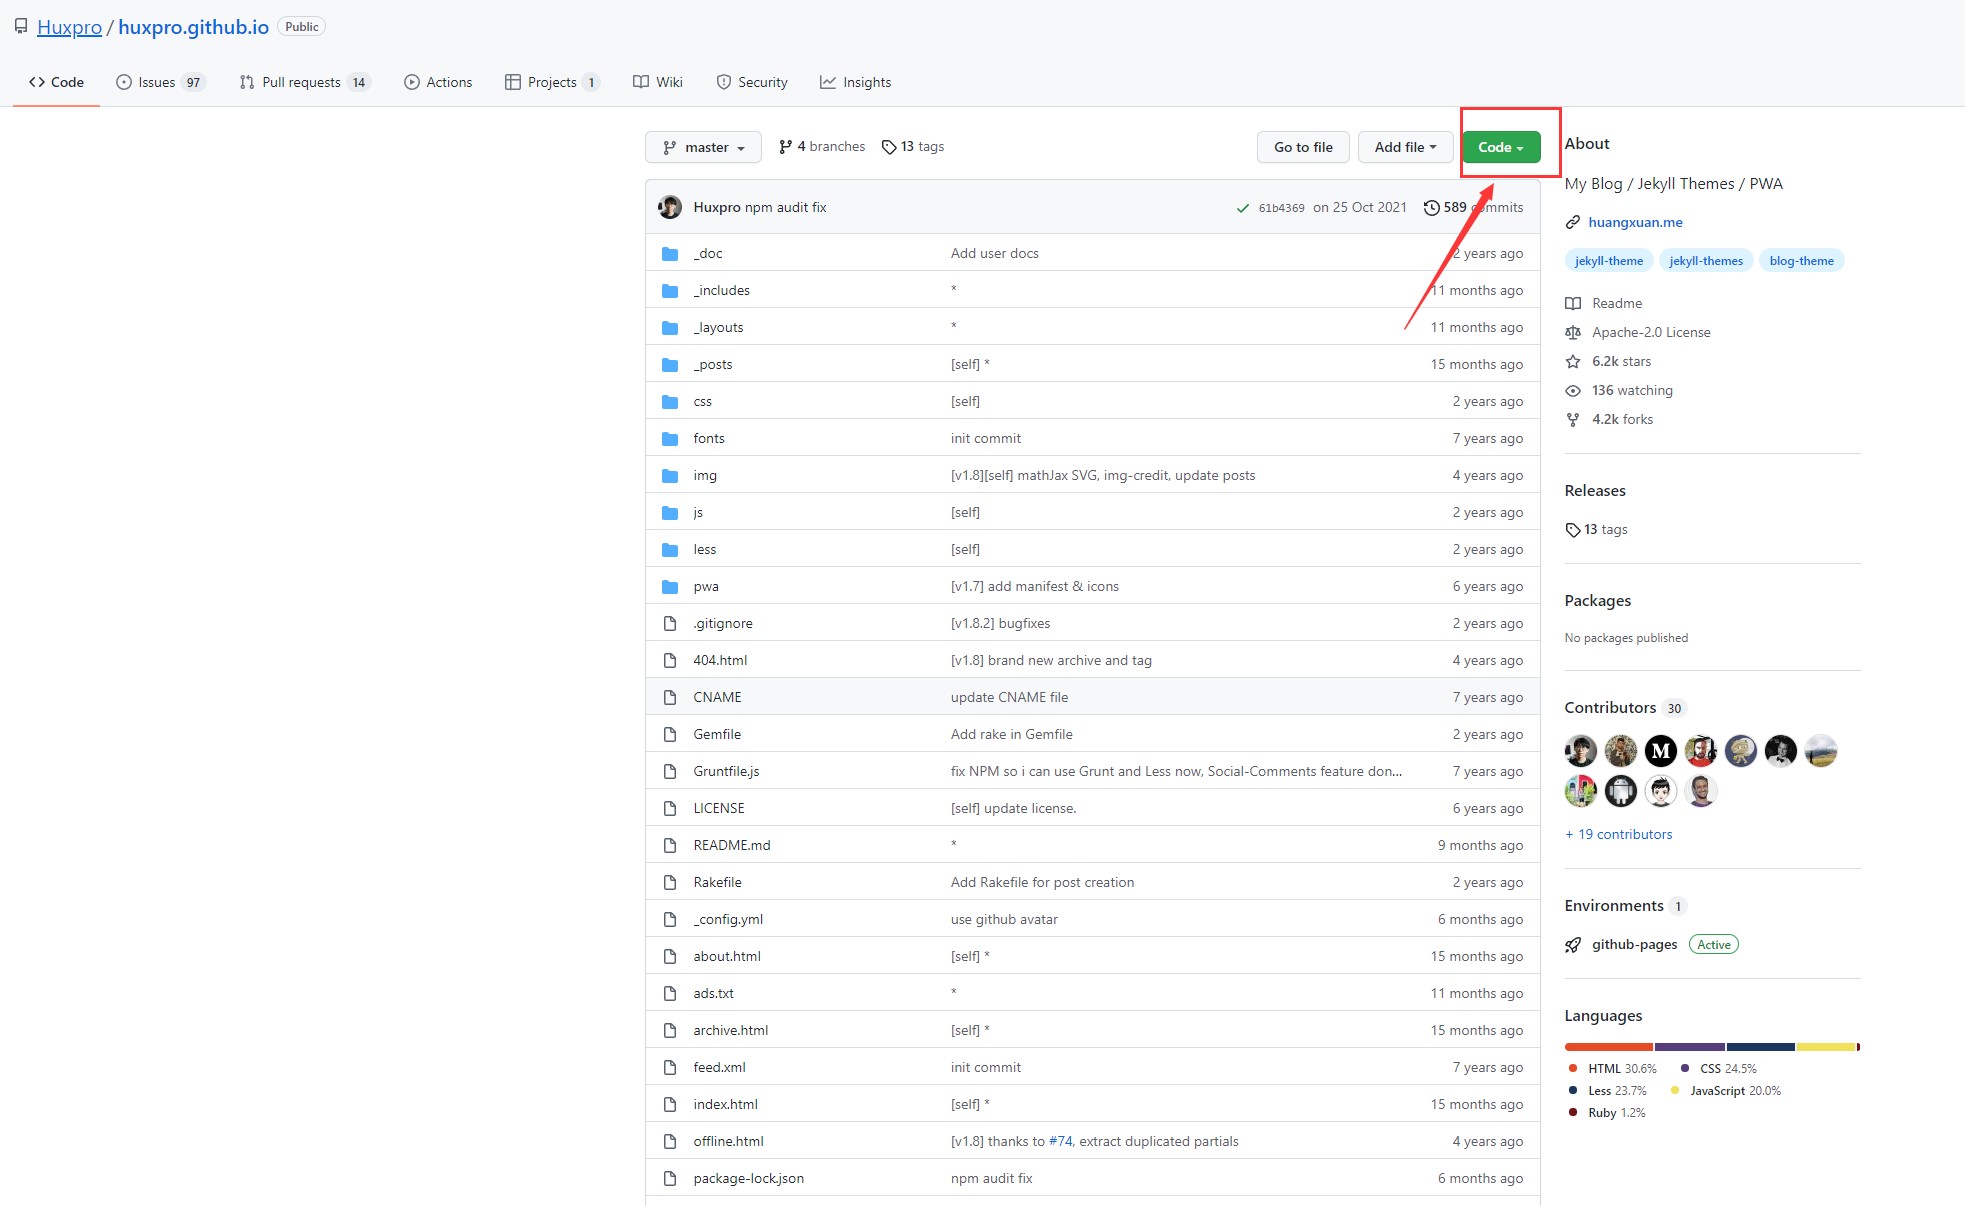 Huxpro / huxpro.github.io Public
Code Issues 97 Pull requests 14 Actions Projects 1 Wiki Security Insights
master 4 branches 13 tags Go to file Add file Code
Huxpro npm audit fix 61b4369 on 25 Oct 2021 589 commits
_doc Add user docs 2 years ago
_includes * 11 months ago
_layouts * 11 months ago
_posts [self] * 15 months ago
css [self] 2 years ago
fonts init commit 7 years ago
img [v1.8][self] mathJax SVG, img-credit, update posts 4 years ago
js [self] 2 years ago
less [self] 2 years ago
pwa [v1.7] add manifest & icons 6 years ago
.gitignore [v1.8.2] bugfixes 2 years ago
404.html [v1.8] brand new archive and tag 4 years ago
CNAME update CNAME file 7 years ago
Gemfile Add rake in Gemfile 2 years ago
Gruntfile.js fix NPM so i can use Grunt and Less now, Social-Comments feature don... 7 years ago
LICENSE [self] update license. 6 years ago
README.md * 9 months ago
Rakefile Add Rakefile for post creation 2 years ago
_config.yml use github avatar 6 months ago
about.html [self] * 15 months ago
ads.txt * 11 months ago
archive.html [self] * 15 months ago
feed.xml init commit 7 years ago
index.html [self] * 15 months ago
offline.html [v1.8] thanks to #74, extract duplicated partials 4 years ago
package-lock.json npm audit fix 6 months ago
About
My Blog / Jekyll Themes / PWA
huangxuan.me
jekyll-theme jekyll-themes blog-theme
Readme
Apache-2.0 License
6.2k stars
136 watching
4.2k forks
Releases
13 tags
Packages
No packages published
Contributors 30
M
+ 19 contributors
Environments 1
github-pages Active
Languages
HTML 30.6% CSS 24.5%
Less 23.7% JavaScript 20.0%
Ruby 1.2%